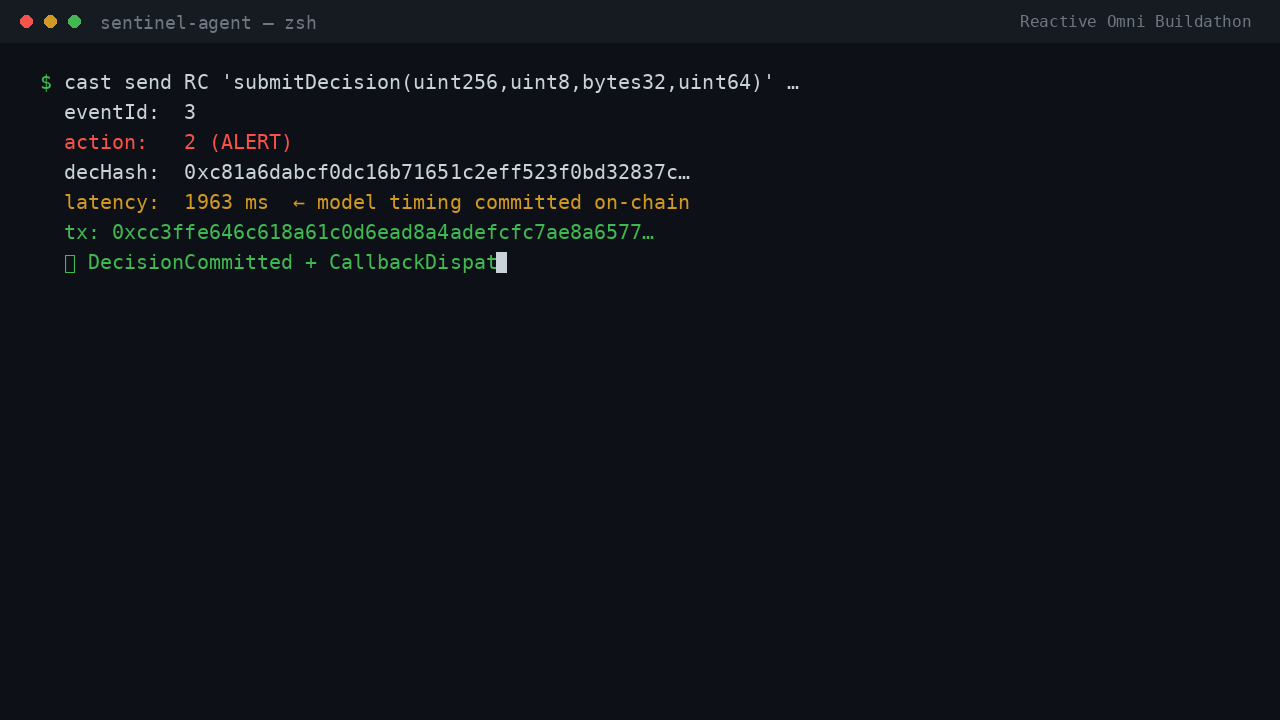 sentinel-agent — zsh
Reactive Omni Buildathon
$ cast send RC 'submitDecision(uint256,uint8,bytes32,uint64)' …
eventId: 3
action: 2 (ALERT)
decHash: 0xc81a6dabcf0dc16b71651c2eff523f0bd32837c…
latency: 1963 ms ← model timing committed on-chain
tx: 0xcc3ffe646c618a61c0d6ead8a4adefcfc7ae8a6577…
▯ DecisionCommitted + CallbackDispat